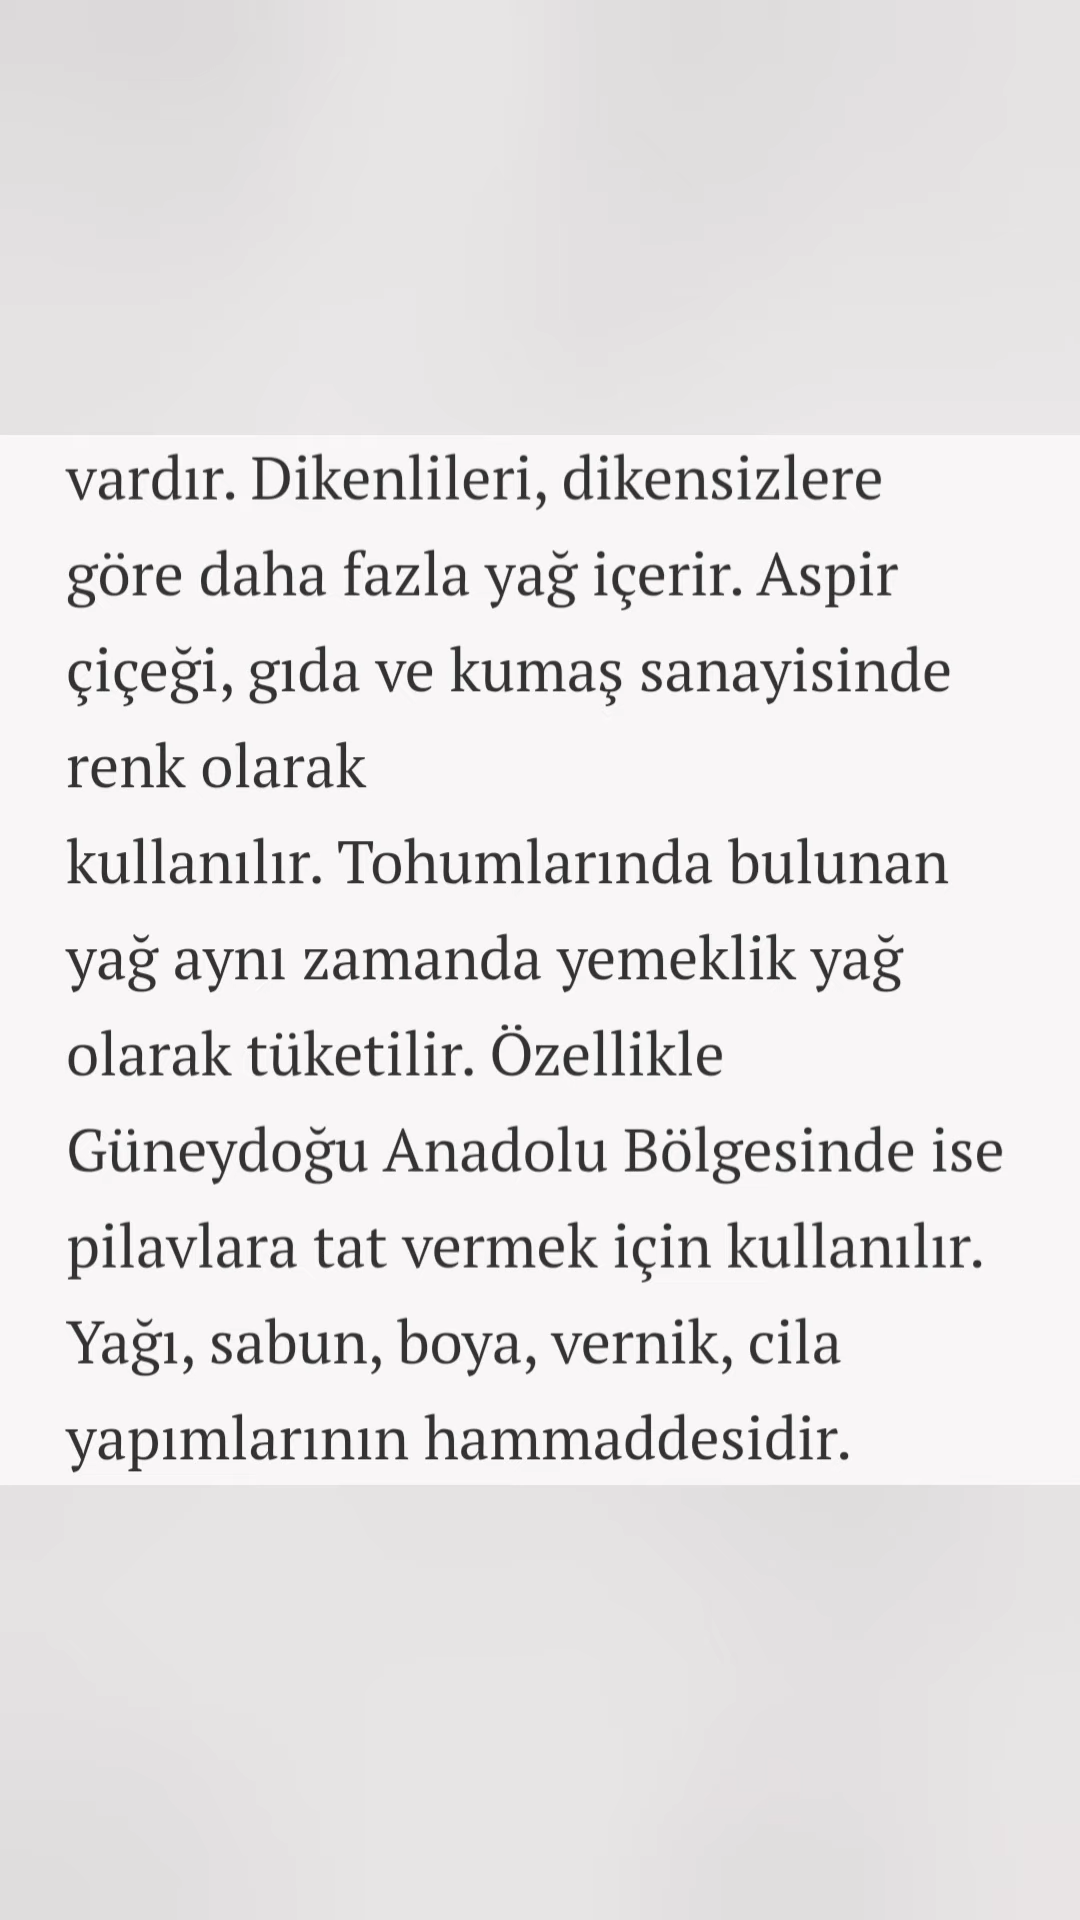 vardır. Dikenlileri, dikensizlere
göre daha fazla yağ içerir. Aspir
çiçeği, gıda ve kumaş sanayisinde
renk olarak
kullanılır. Tohumlarında bulunan
yağ aynı zamanda yemeklik yağ
olarak tüketilir. Özellikle
Güneydoğu Anadolu Bölgesinde ise
pilavlara tat vermek için kullanılır.
Yağı, sabun, boya, vernik, cila
yapımlarının hammaddesidir.